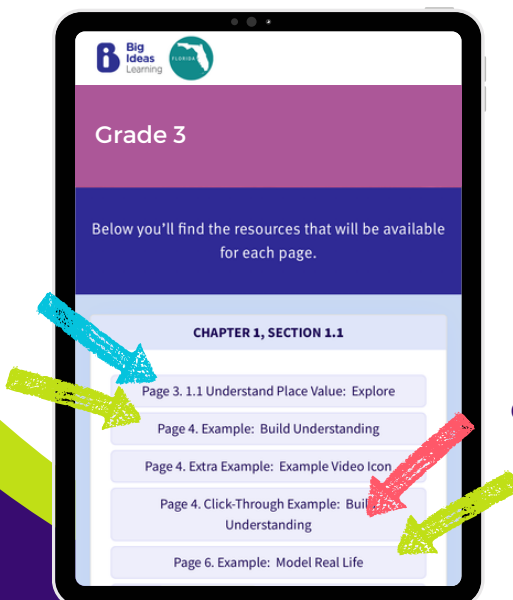 Big
Ideas
Learning
FLORIDA
Grade 3
Below you'll find the resources that will be available
for each page.
CHAPTER 1, SECTION 1.1
Page 3. 1.1 Understand Place Value: Explore
Page 4. Example: Build Understanding
Page 4. Extra Example: Example Video Icon
Page 4. Click-Through Example: Build
Understanding
Page 6. Example: Model Real Life